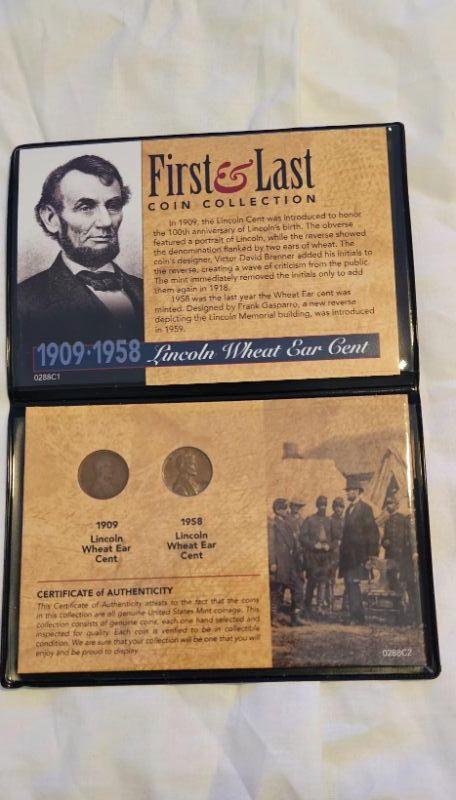 First & Last
COIN COLLECTION
In 1909, the Lincoln Cent was introduced to honor
the 100th anniversary of Lincoln's birth. The obverse
featured a portrait of Lincoln, while the reverse showed
the denomination flanked by two ears of wheat. The
coin's designer, Victor David Brenner added his initials to
the reverse, creating a wave of criticism from the public.
The mint immediately removed the initials only to add
them again in 1918.
1958 was the last year the Wheat Ear cent was
minted. Designed by Frank Gasparro, a new reverse
depicting the Lincoln Memorial building, was introduced
in 1959.
1909·1958 Lincoln Wheat Ear Cent
0288C1
1909
Lincoln
Wheat Ear
Cent
1958
Lincoln
Wheat Ear
Cent
CERTIFICATE of AUTHENTICITY
This Certificate of Authenticity attests to the fact that the coins
in this collection are all genuine United States Mint coinage. This
collection consists of genuine coins, each one hand selected and
inspected for quality. Each coin is verified to be in collectible
condition. We are sure that your collection will be one that you will
enjoy and be proud to display.
0288C2